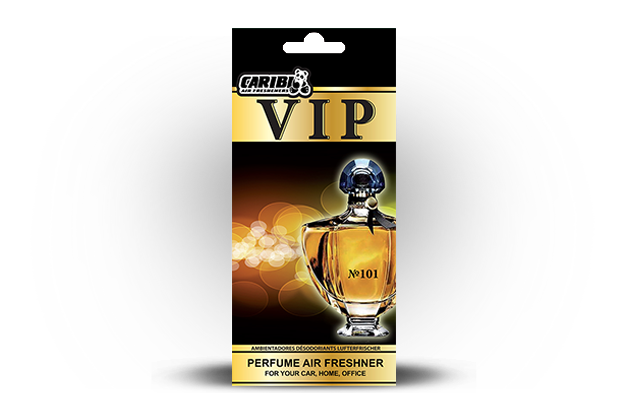 CARIBI
AIR FRESHENERS
VIP
№101
AMBIENTADORES DÉSODORIANTS LUFTERFRISCHER
PERFUME AIR FRESHNER
FOR YOUR CAR, HOME, OFFICE